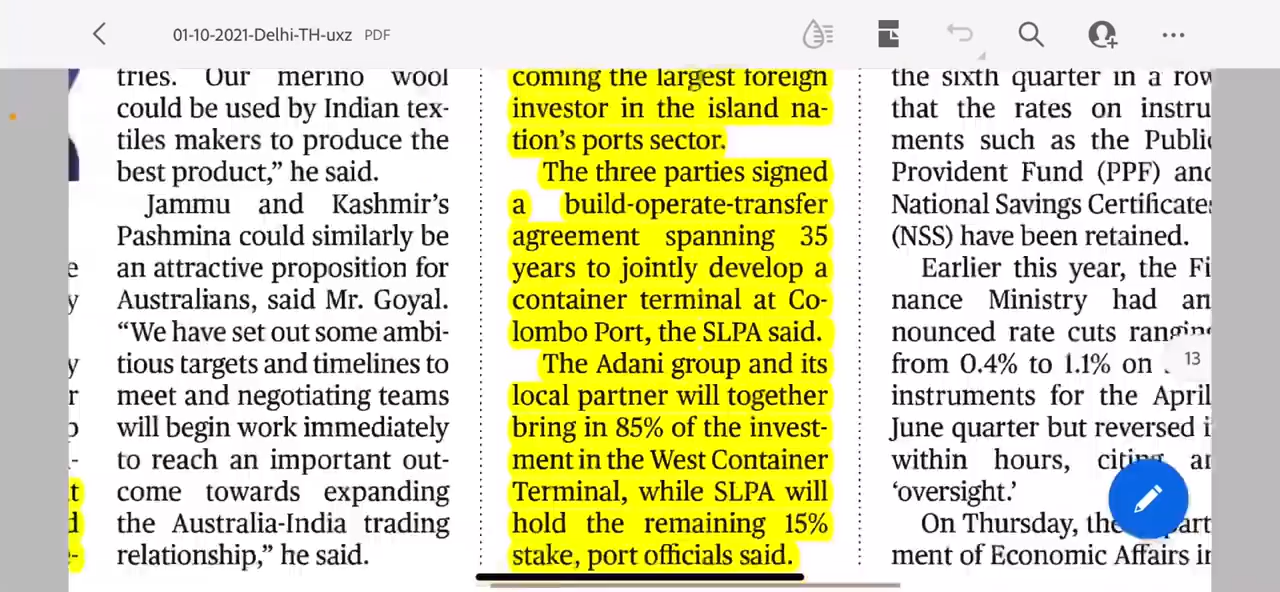 01-10-2021-Delhi-TH-uxz PDF
tries. Our merino wool
could be used by Indian tex-
tiles makers to produce the
best product,” he said.
Jammu and Kashmir’s
Pashmina could similarly be
an attractive proposition for
Australians, said Mr. Goyal.
“We have set out some ambi-
tious targets and timelines to
meet and negotiating teams
will begin work immediately
to reach an important out-
come towards expanding
the Australia-India trading
relationship,” he said.
coming the largest foreign
investor in the island na-
tion’s ports sector.
The three parties signed
a build-operate-transfer
agreement spanning 35
years to jointly develop a
container terminal at Co-
lombo Port, the SLPA said.
The Adani group and its
local partner will together
bring in 85% of the invest-
ment in the West Container
Terminal, while SLPA will
hold the remaining 15%
stake, port officials said.
the sixth quarter in a row
that the rates on instru
ments such as the Public
Provident Fund (PPF) and
National Savings Certificates
(NSS) have been retained.
Earlier this year, the Fi
nance Ministry had an
nounced rate cuts ranging
from 0.4% to 1.1% on
instruments for the April
June quarter but reversed
within hours, citing
‘oversight.’
On Thursday, the
ment of Economic Affairs
13